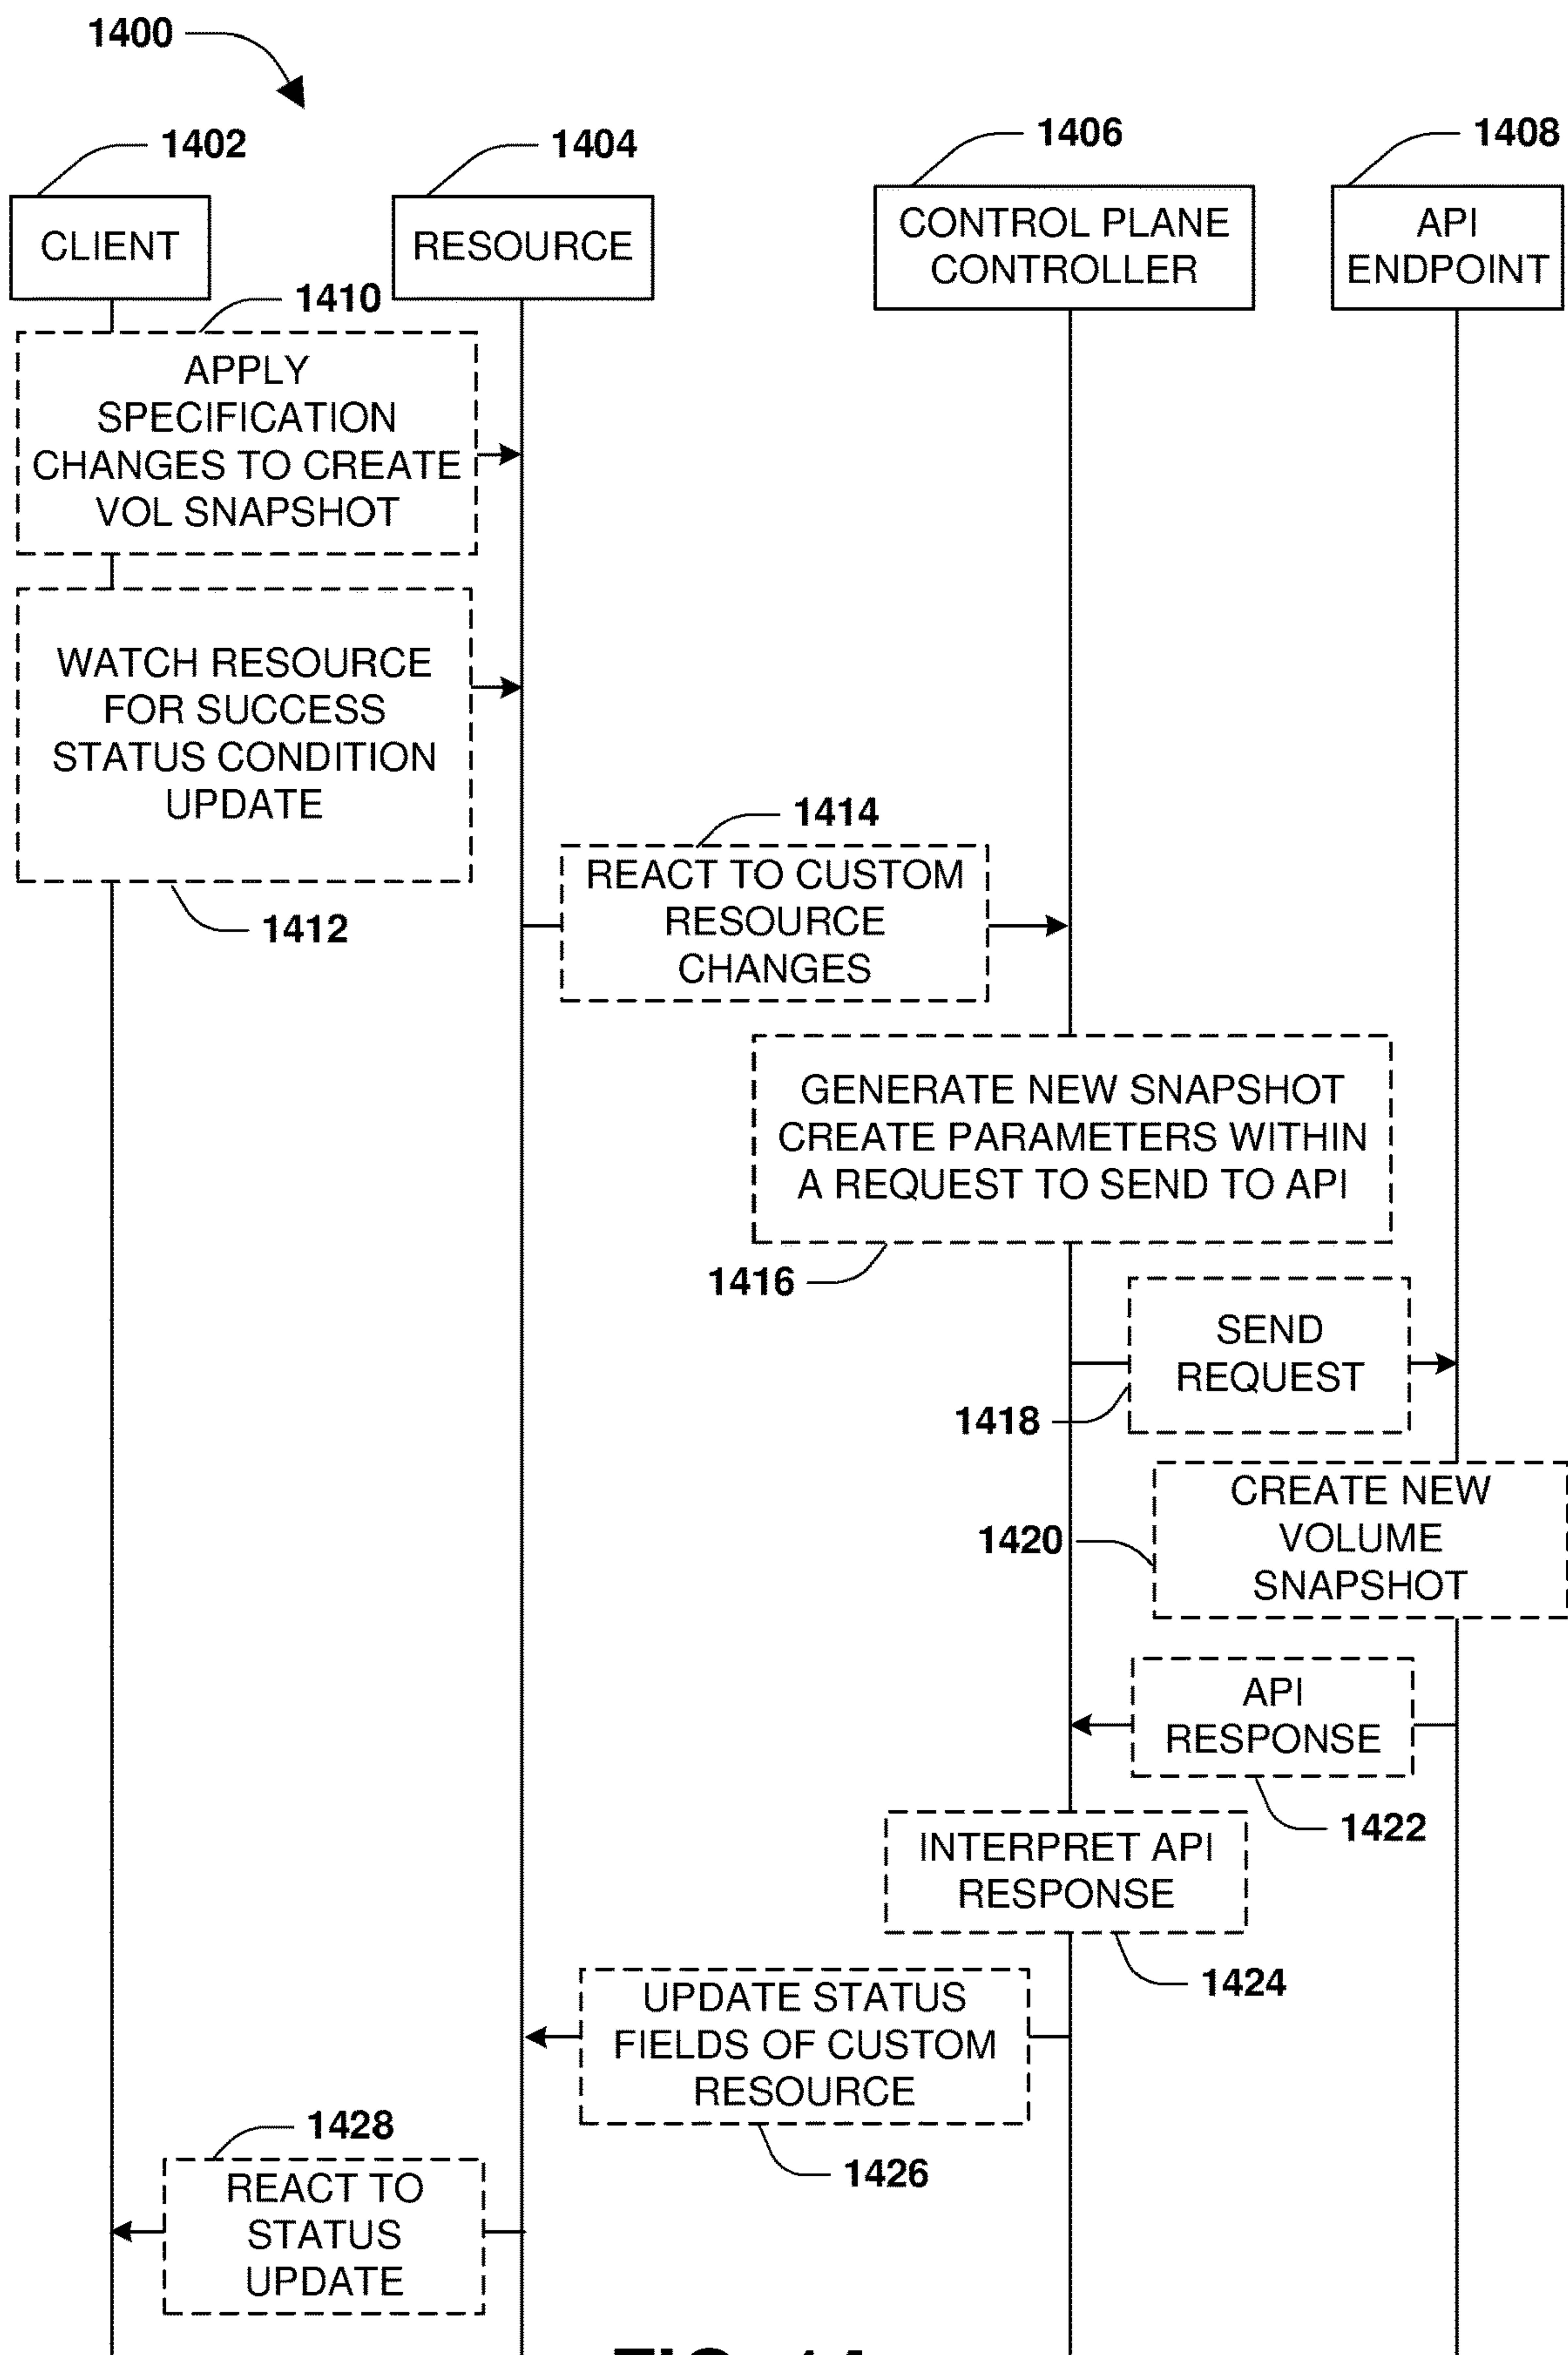 1400
1402
1404
1406
1408
CLIENT
RESOURCE
CONTROL PLANE
CONTROLLER
API
ENDPOINT
1410
APPLY
SPECIFICATION
CHANGES TO CREATE
VOL SNAPSHOT
WATCH RESOURCE
FOR SUCCESS
STATUS CONDITION
UPDATE
1412
1414
REACT TO CUSTOM
RESOURCE
CHANGES
GENERATE NEW SNAPSHOT
CREATE PARAMETERS WITHIN
A REQUEST TO SEND TO API
1416
SEND
REQUEST
1418
CREATE NEW
VOLUME
SNAPSHOT
1420
API
RESPONSE
1422
INTERPRET API
RESPONSE
1424
UPDATE STATUS
FIELDS OF CUSTOM
RESOURCE
1426
1428
REACT TO
STATUS
UPDATE